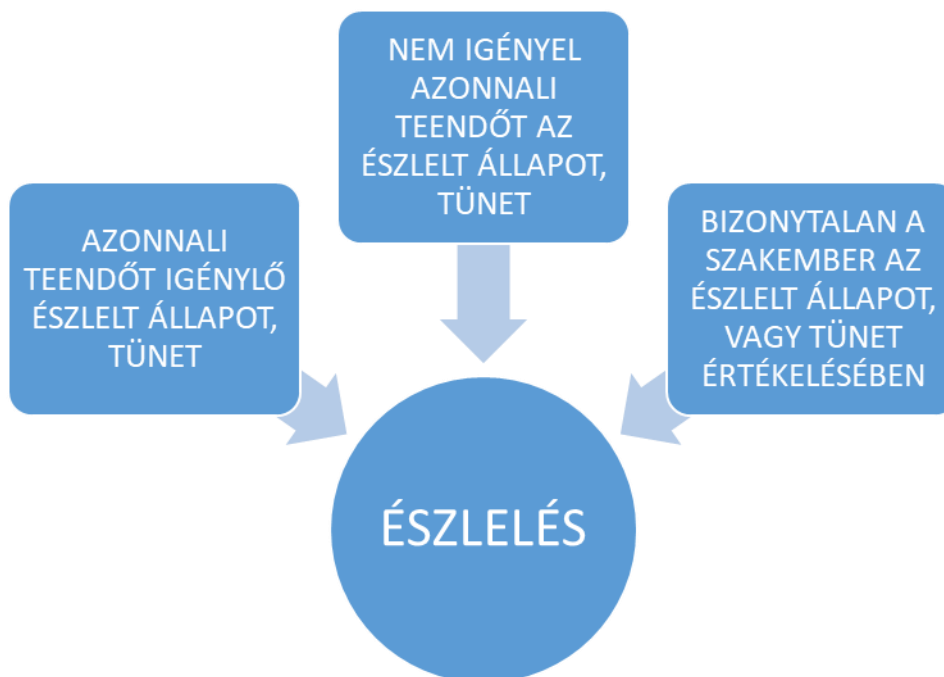 NEM IGÉNYEL
AZONNALI
TEENDŐT AZ
ÉSZLELT ÁLLAPOT,
TÜNET
AZONNALI
TEENDŐT IGÉNYLŐ
ÉSZLELT ÁLLAPOT,
TÜNET
BIZONYTALAN A
SZAKEMBER AZ
ÉSZLELT ÁLLAPOT,
VAGY TÜNET
ÉRTÉKELÉSÉBEN
ÉSZLELÉS